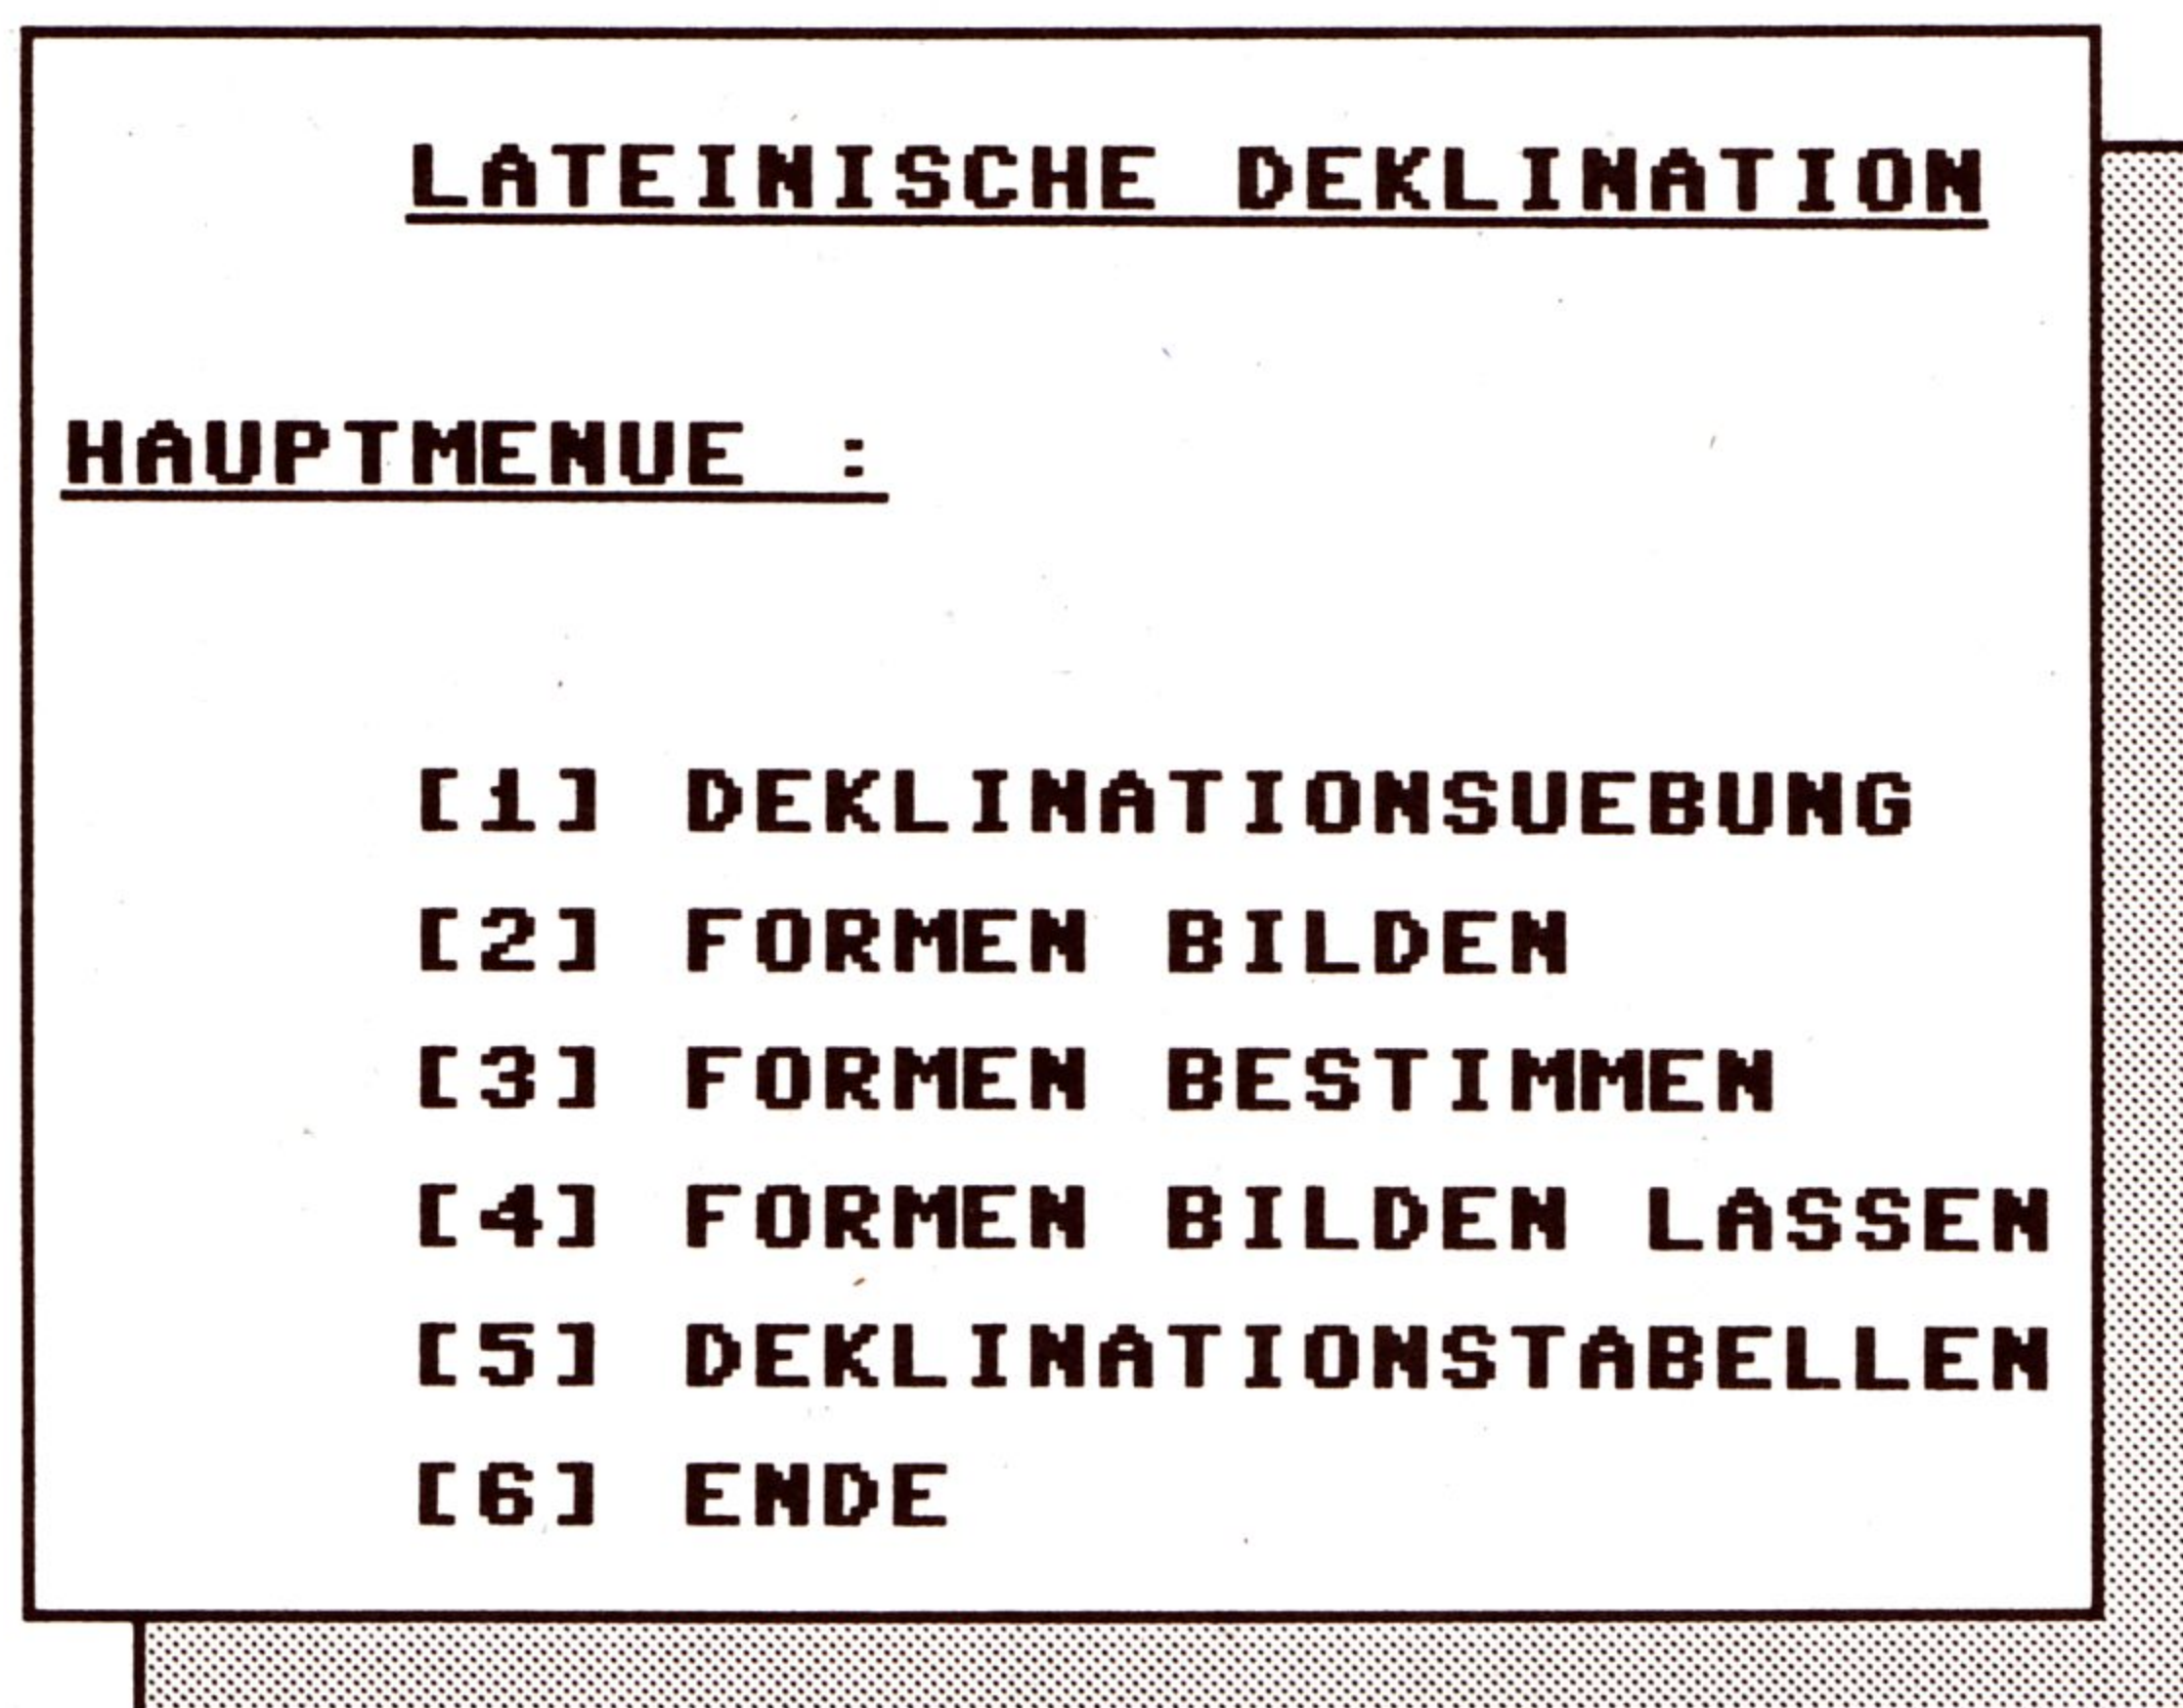 LATEINISCHE DEKLINATION
HAUPTMENUE :
[1] DEKLINATIONSUEBUNG
[2] FORMEN BILDEN
[3] FORMEN BESTIMMEN
[4] FORMEN BILDEN LASSEN
[5] DEKLINATIONSTABELLEN
[6] ENDE